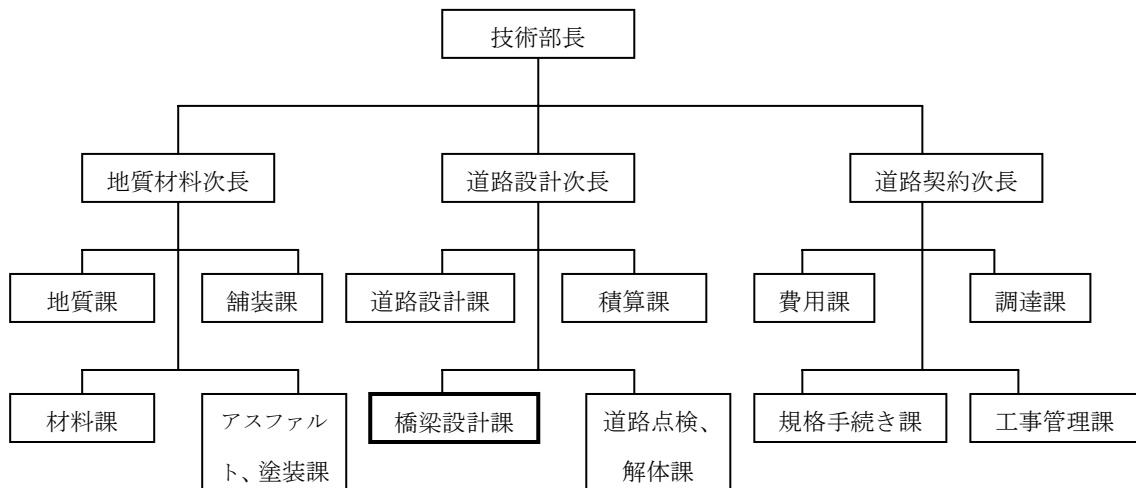 技術部長
地質材料次長
道路設計次長
道路契約次長
地質課
舗装課
道路設計課
積算課
費用課
調達課
材料課
アスファル
ト、塗装課
橋梁設計課
道路点検、
解体課
規格手続き課
工事管理課